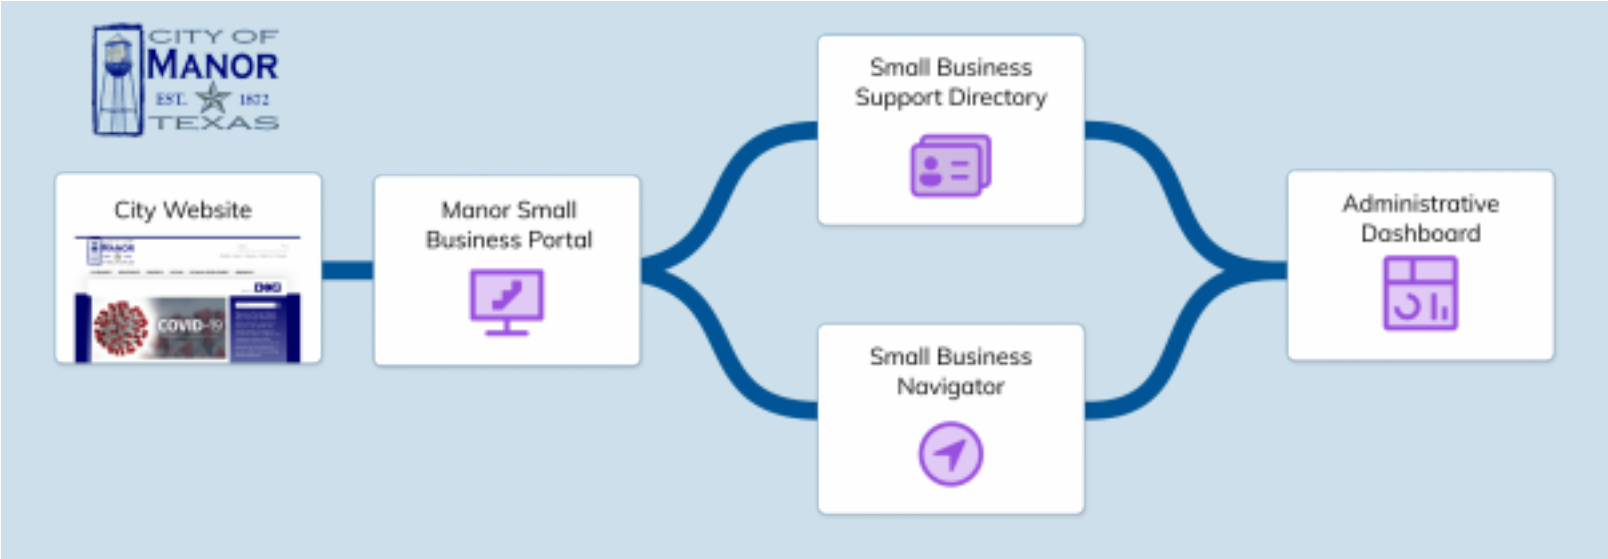 CITY OF
MANOR
EST. 1872
TEXAS
City Website
MANOR
COVID-19
Manor Small
Business Portal
Small Business
Support Directory
Small Business
Navigator
Administrative
Dashboard